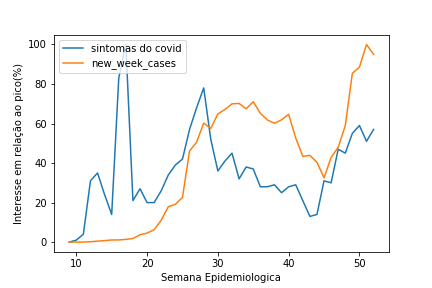 sintomas do covid
new_week_cases
Interesse em relação ao pico(%)
100
80
60
40
20
0
10
20
30
40
50
Semana Epidemiologica